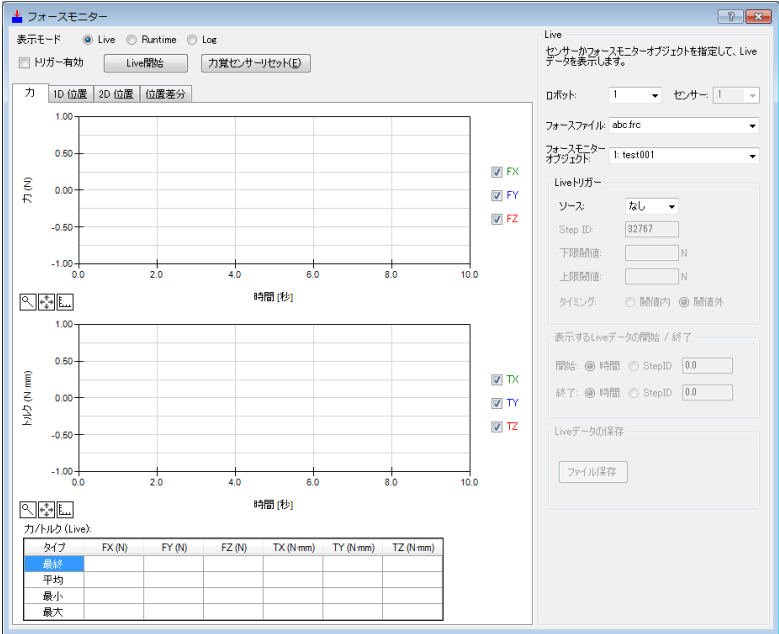 フォースモニター
表示モード Live Runtime Log
トリガー有効 Live開始 力覚センサーリセット(E)
力 1D 位置 2D 位置 位置差分
1.00
0.50
0.00
-0.50
-1.00
力 (N)
0.0 2.0 4.0 6.0 8.0 10.0
時間 [秒]
FX
FY
FZ
1.00
0.50
0.00
-0.50
-1.00
トルク (N·mm)
0.0 2.0 4.0 6.0 8.0 10.0
時間 [秒]
TX
TY
TZ
力/トルク (Live):
タイプ FX (N) FY (N) FZ (N) TX (N·mm) TY (N·mm) TZ (N·mm)
最終
平均
最小
最大
Live
センサーかフォースモニターオブジェクトを指定して、Live
データを表示します。
ロボット: 1 センサー: 1
フォースファイル: abc.frc
フォースモニター
オブジェクト: 1: test001
Liveトリガー
ソース: なし
Step ID: 32767
下限閾値: N
上限閾値: N
タイミング: 閾値内 閾値外
表示するLiveデータの開始 / 終了
開始: 時間 StepID 0.0
終了: 時間 StepID 0.0
Liveデータの保存
ファイル保存